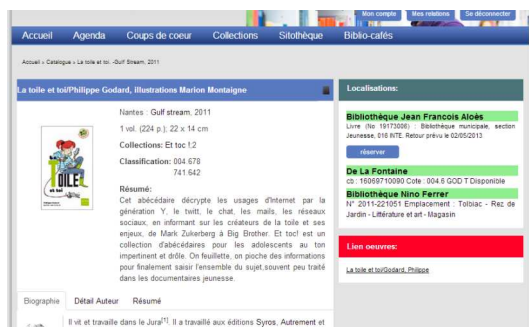 Mon compte
Mes relations
Se déconnecter
Accueil
Agenda
Coups de coeur
Collections
Sitothèque
Biblio-cafés
Accueil » Catalogue » La toile et toi. -Gulf Stream, 2011
La toile et toi/Philippe Godard, illustrations Marion Montaigne
Nantes : Gulf stream, 2011
1 vol. (224 p.); 22 x 14 cm
Collections: Et toc !;2
Classification: 004 678
741.642
Résumé:
Cet abécédaire décrypte les usages d'Internet par la
génération Y, le twitt, le chat, les mails, les réseaux
sociaux, en informant sur les créateurs de la toile et ses
enjeux, de Mark Zukerberg à Big Brother. Et toc! est un
collection d'abécédaires pour les adolescents au ton
impertinent et drôle. On feuillette, on pioche des informations
pour finalement saisir l'ensemble du sujet,souvent peu traité
dans les documentaires jeunesse.
Biographie
Détail Auteur
Résumé
Il vit et travaille dans le Jura[1]. Il a travaillé aux éditions Syros, Autrement et
Localisations:
Bibliothèque Jean Francois Aloès
Livre (No 19173006) : Bibliothèque municipale, section
Jeunesse, 016 INTE. Retour prévu le 02/05/2013
réserver
De La Fontaine
cb : 16069710090 Cote : 004.6 GOD T Disponible
Bibliothèque Nino Ferrer
N° 2011-221051 Emplacement : Tolbiac - Rez de
Jardin - Littérature et art - Magasin
Lien oeuvres:
La toile et toi/Godard, Philippe